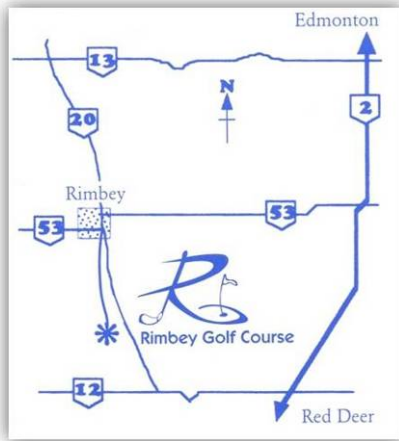 Edmonton
13
N
20
2
Rimbey
53
53
R
Rimbey Golf Course
12
Red Deer